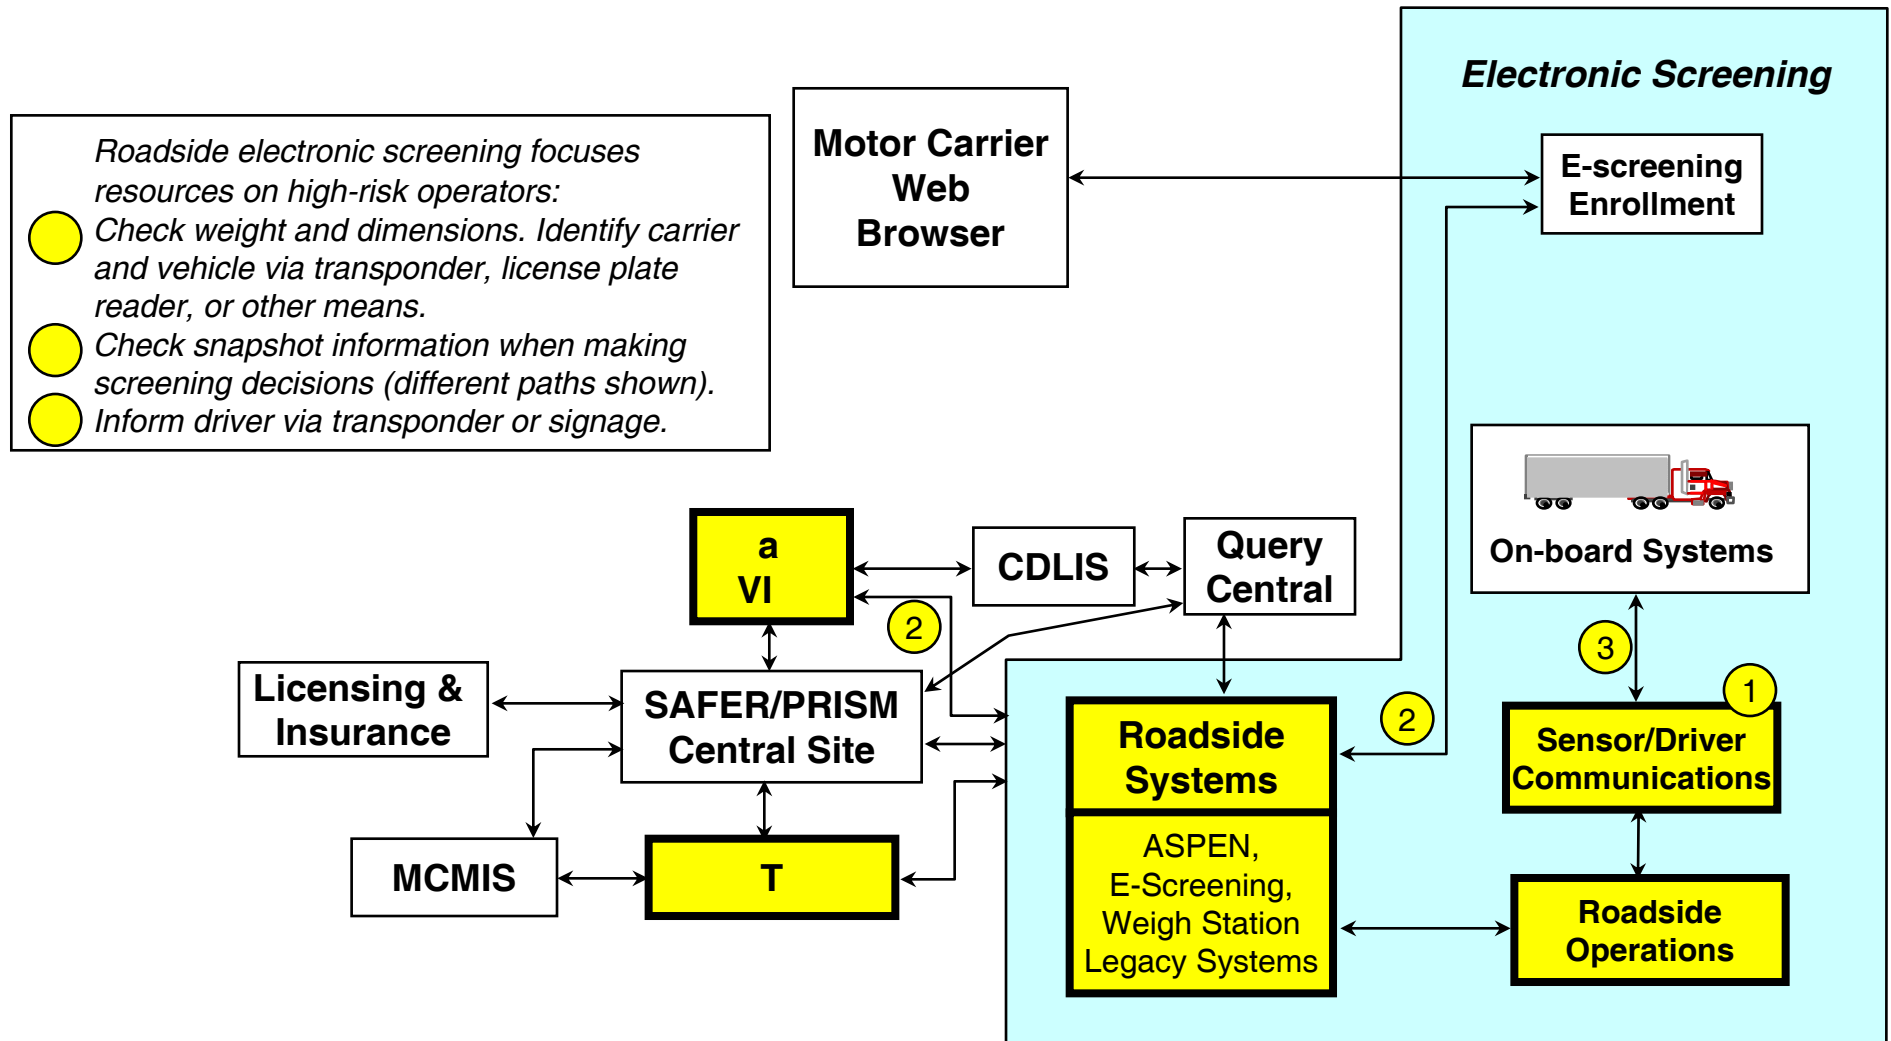 Electronic Screening
Roadside electronic screening focuses
resources on high-risk operators:
Check weight and dimensions. Identify carrier
and vehicle via transponder, license plate
reader, or other means.
Check snapshot information when making
screening decisions (different paths shown).
Inform driver via transponder or signage.
Motor Carrier
Web
Browser
E-screening
Enrollment
On-board Systems
a
VI
CDLIS
Query
Central
2
3
1
Licensing &
Insurance
SAFER/PRISM
Central Site
2
Roadside
Systems
Sensor/Driver
Communications
MCMIS
T
ASPEN,
E-Screening,
Weigh Station
Legacy Systems
Roadside
Operations